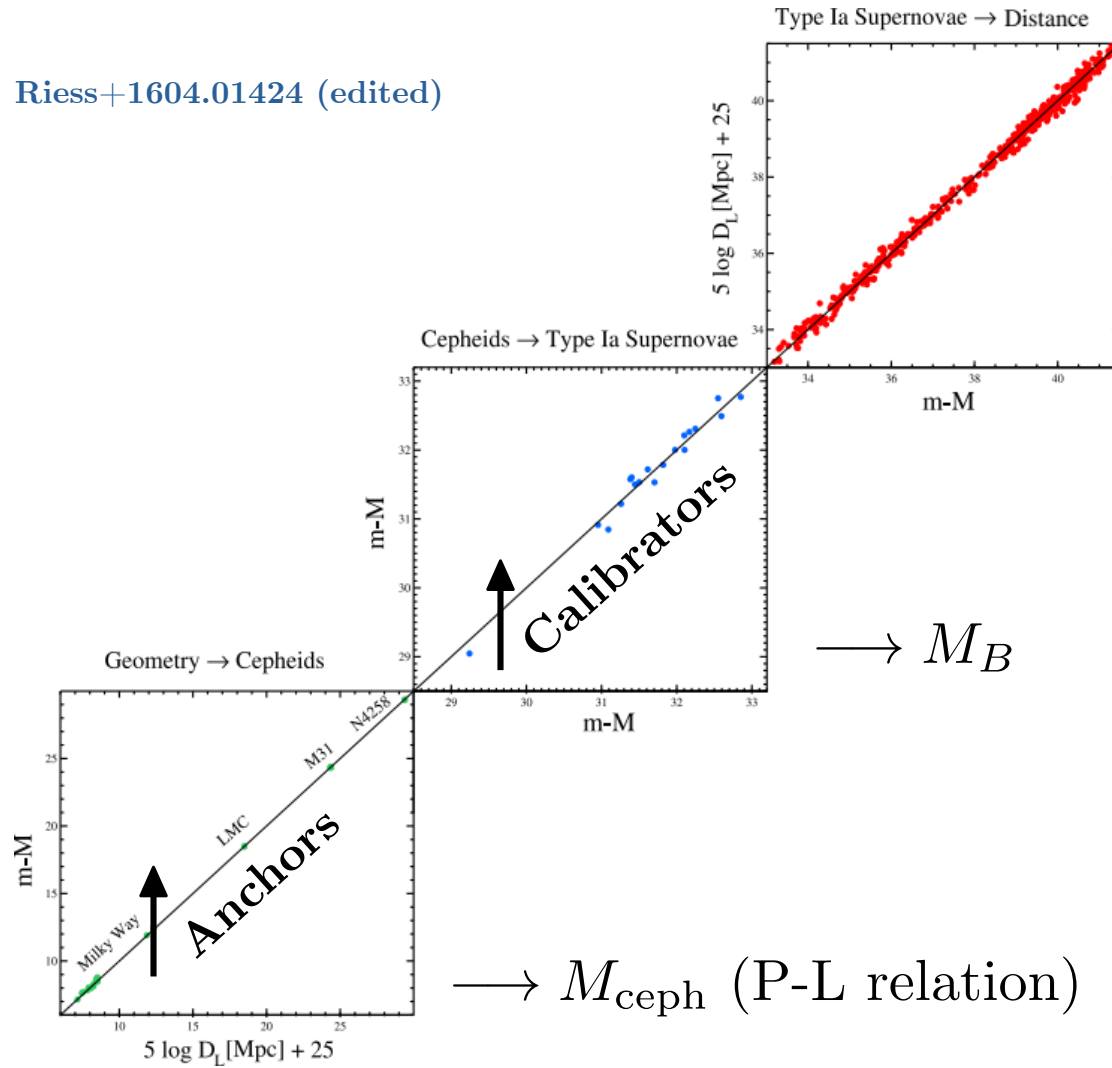 Type Ia Supernovae → Distance
Riess+1604.01424 (edited)
5 log D_L[Mpc] + 25
40
38
36
34
34
36
38
40
m-M
Cepheids → Type Ia Supernovae
m-M
33
32
31
30
29
29
30
31
32
33
m-M
Calibrators
→ M_B
Geometry → Cepheids
m-M
25
20
15
10
10
15
20
25
5 log D_L[Mpc] + 25
Milky Way
LMC
M31
N4258
Anchors
→ M_ceph (P-L relation)